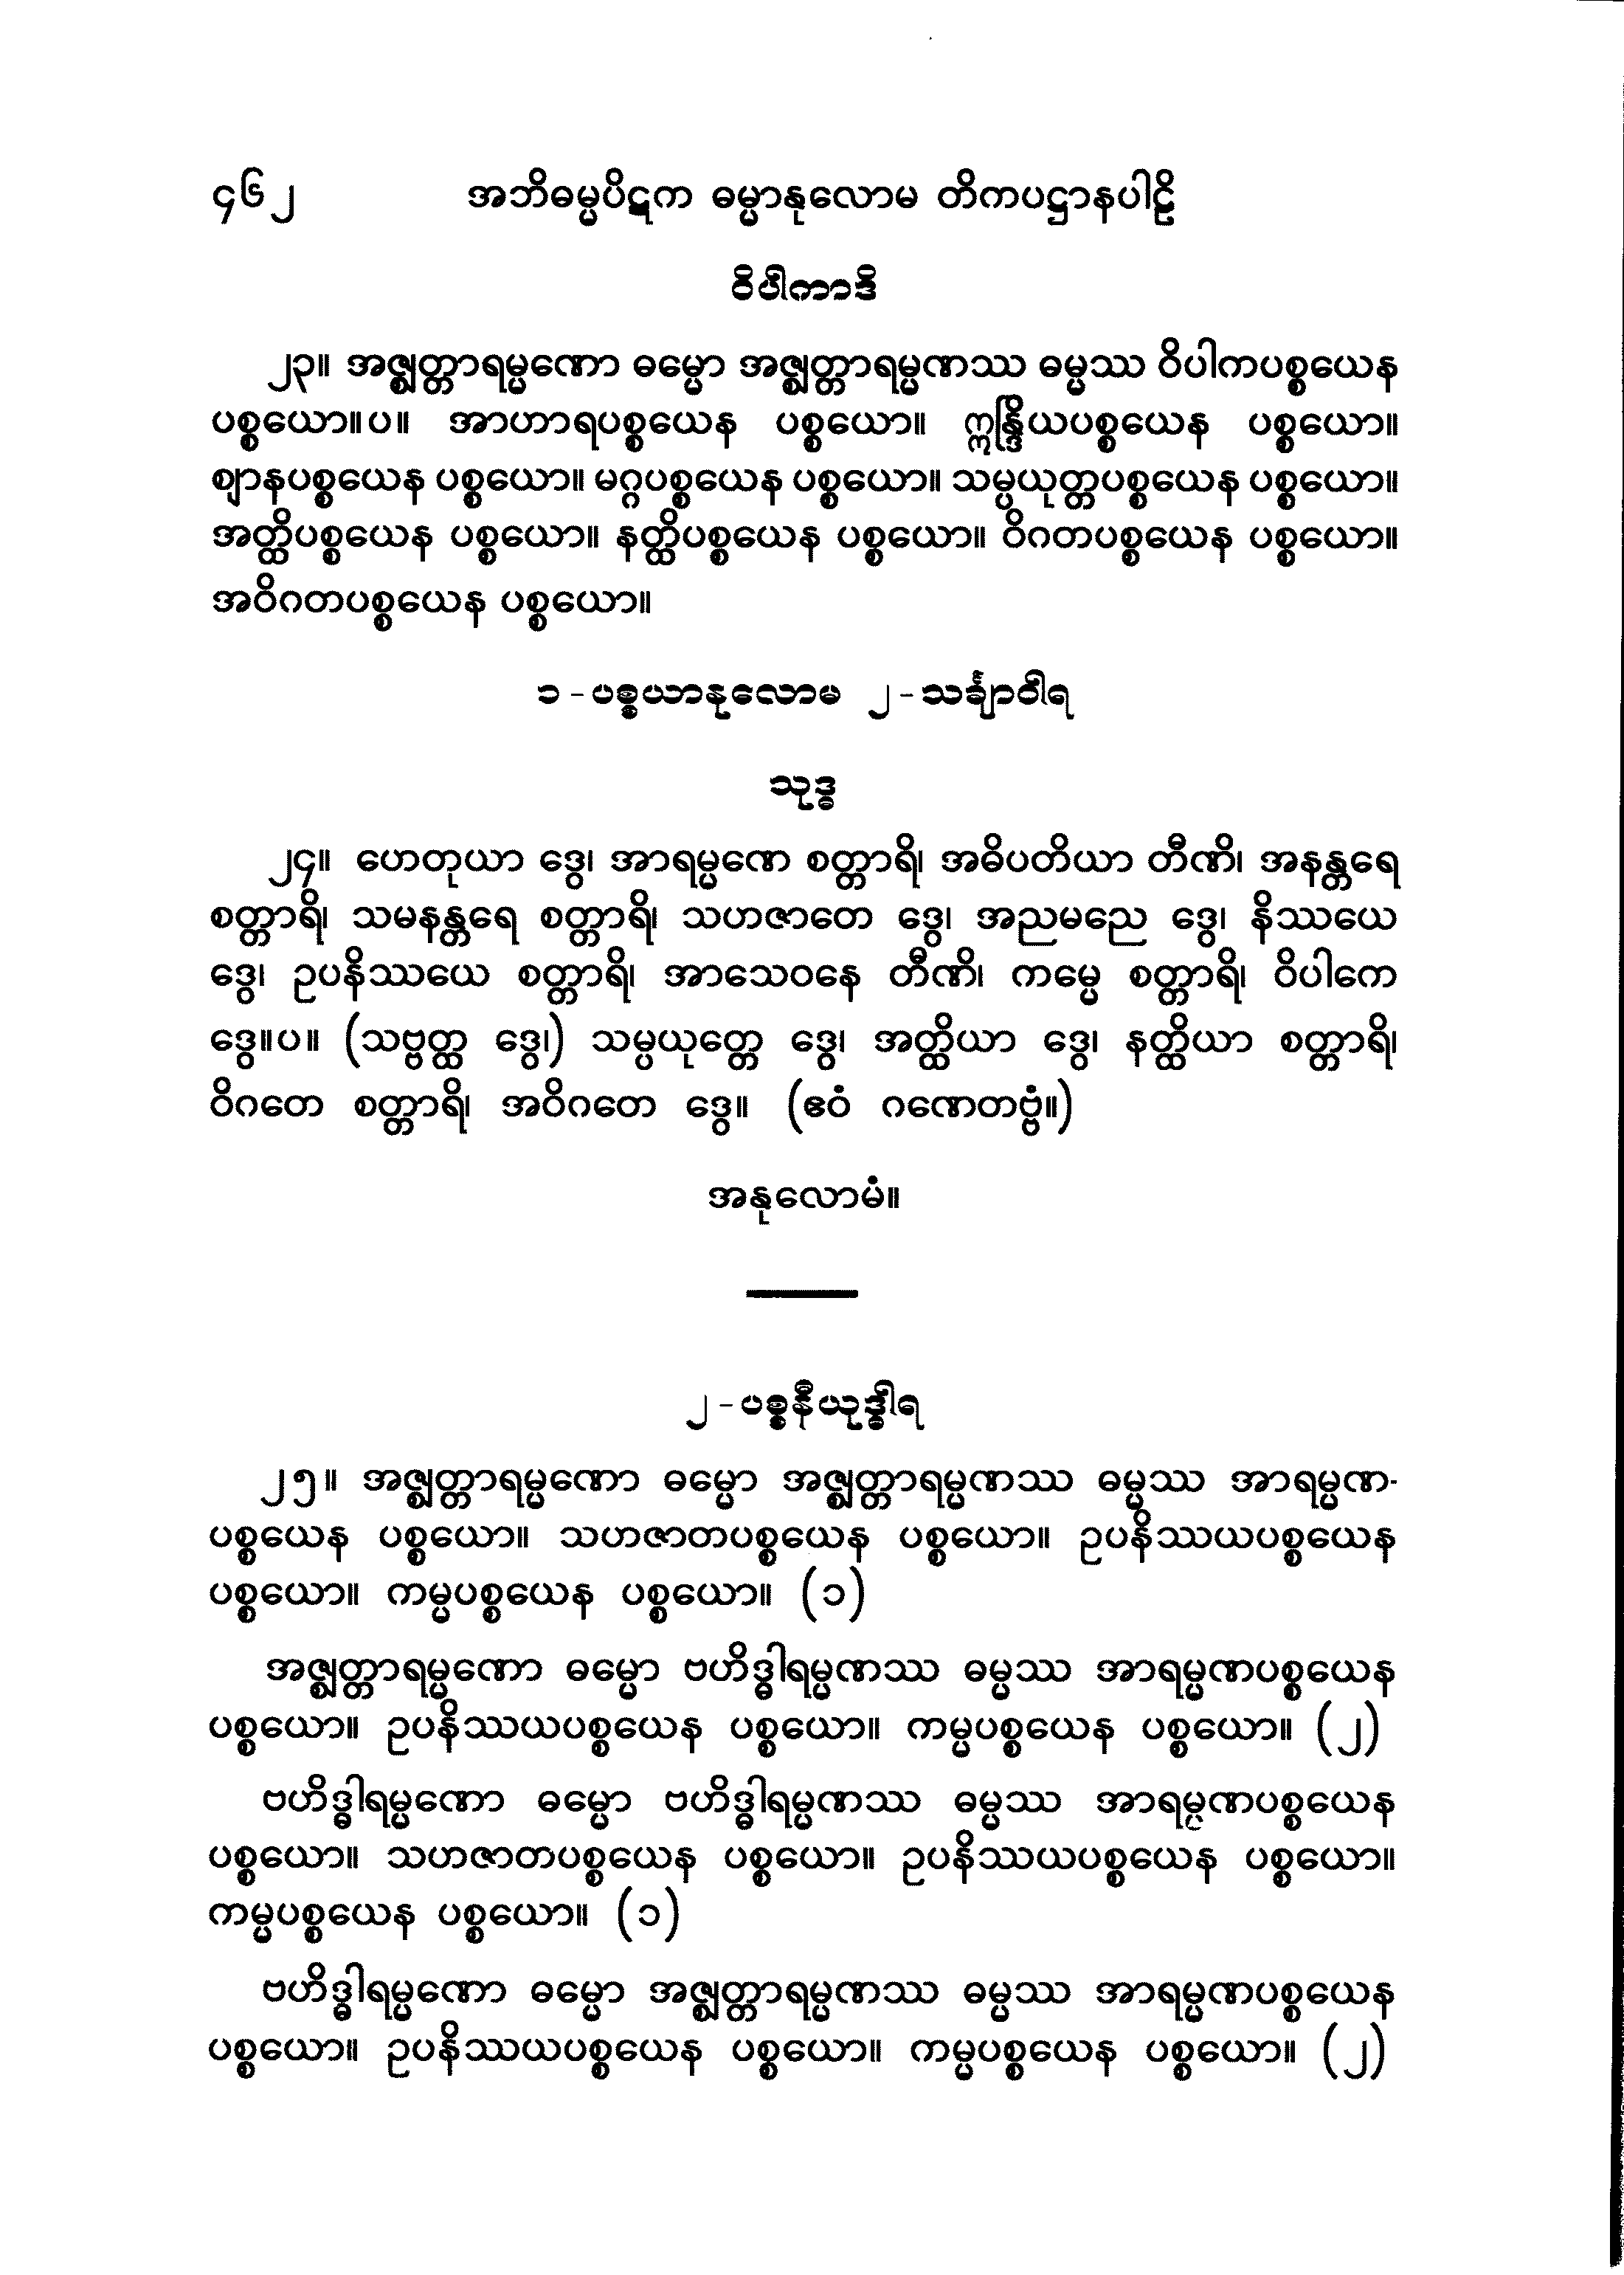 ၄၆၂ အဘိဓမ္မပိဋက ဓမ္မာနုလောမ တိကပဋ္ဌာနပါဠိ
ဝိပါကာဒိ
၂၃။ အဇ္ဈတ္တာရမ္မဏော ဓမ္မော အဇ္ဈတ္တာရမ္မဏဿ ဓမ္မဿ ဝိပါကပစ္စယေန
ပစ္စယော။ပ။ အာဟာရပစ္စယေန ပစ္စယော။ ဣန္ဒြိယပစ္စယေန ပစ္စယော။
ဈာနပစ္စယေန ပစ္စယော။ မဂ္ဂပစ္စယေန ပစ္စယော။ သမ္ပယုတ္တပစ္စယေန ပစ္စယော။
အတ္ထိပစ္စယေန ပစ္စယော။ နတ္ထိပစ္စယေန ပစ္စယော။ ဝိဂတပစ္စယေန ပစ္စယော။
အဝိဂတပစ္စယေန ပစ္စယော။
၁-ပစ္စယာနုလောမ ၂-သင်္ချာဝါရ
သုဒ္ဓ
၂၄။ ဟေတုယာ ဒွေ၊ အာရမ္မဏေ စတ္တာရိ၊ အဓိပတိယာ တီဏိ၊ အနန္တရေ
စတ္တာရိ၊ သမနန္တရေ စတ္တာရိ၊ သဟဇာတေ ဒွေ၊ အညမညေ ဒွေ၊ နိဿယေ
ဒွေ၊ ဥပနိဿယေ စတ္တာရိ၊ အာသေဝနေ တီဏိ၊ ကမ္မေ စတ္တာရိ၊ ဝိပါကေ
ဒွေ။ပ။ (သဗ္ဗတ္ထ ဒွေ၊) သမ္ပယုတ္တေ ဒွေ၊ အတ္ထိယာ ဒွေ၊ နတ္ထိယာ စတ္တာရိ၊
ဝိဂတေ စတ္တာရိ၊ အဝိဂတေ ဒွေ။ (ဧဝံ ဂဏေတဗ္ဗံ။)
အနုလောမံ။
၂-ပစ္စနီယုဒ္ဓါရ
၂၅။ အဇ္ဈတ္တာရမ္မဏော ဓမ္မော အဇ္ဈတ္တာရမ္မဏဿ ဓမ္မဿ အာရမ္မဏ-
ပစ္စယေန ပစ္စယော။ သဟဇာတပစ္စယေန ပစ္စယော။ ဥပနိဿယပစ္စယေန
ပစ္စယော။ ကမ္မပစ္စယေန ပစ္စယော။ (၁)
အဇ္ဈတ္တာရမ္မဏော ဓမ္မော ဗဟိဒ္ဓါရမ္မဏဿ ဓမ္မဿ အာရမ္မဏပစ္စယေန
ပစ္စယော။ ဥပနိဿယပစ္စယေန ပစ္စယော။ ကမ္မပစ္စယေန ပစ္စယော။ (၂)
ဗဟိဒ္ဓါရမ္မဏော ဓမ္မော ဗဟိဒ္ဓါရမ္မဏဿ ဓမ္မဿ အာရမ္မဏပစ္စယေန
ပစ္စယော။ သဟဇာတပစ္စယေန ပစ္စယော။ ဥပနိဿယပစ္စယေန ပစ္စယော။
ကမ္မပစ္စယေန ပစ္စယော။ (၁)
ဗဟိဒ္ဓါရမ္မဏော ဓမ္မော အဇ္ဈတ္တာရမ္မဏဿ ဓမ္မဿ အာရမ္မဏပစ္စယေန
ပစ္စယော။ ဥပနိဿယပစ္စယေန ပစ္စယော။ ကမ္မပစ္စယေန ပစ္စယော။ (၂)